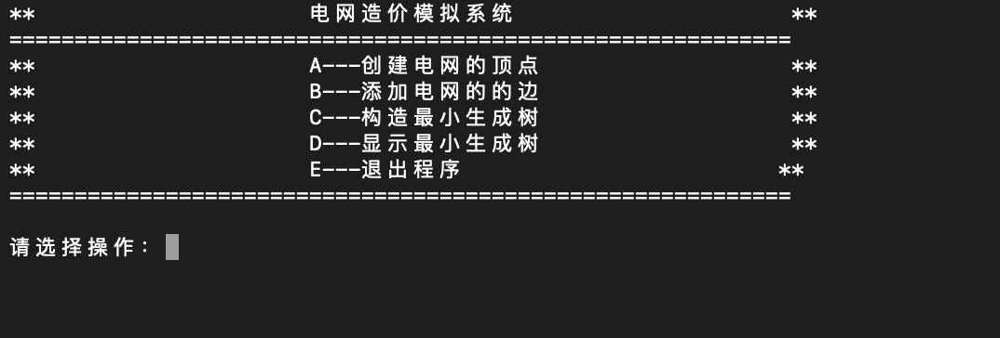 ** 电网造价模拟系统 **
============================================================
** A---创建电网的顶点 **
** B---添加电网的的边 **
** C---构造最小生成树 **
** D---显示最小生成树 **
** E---退出程序 **
============================================================
请选择操作：